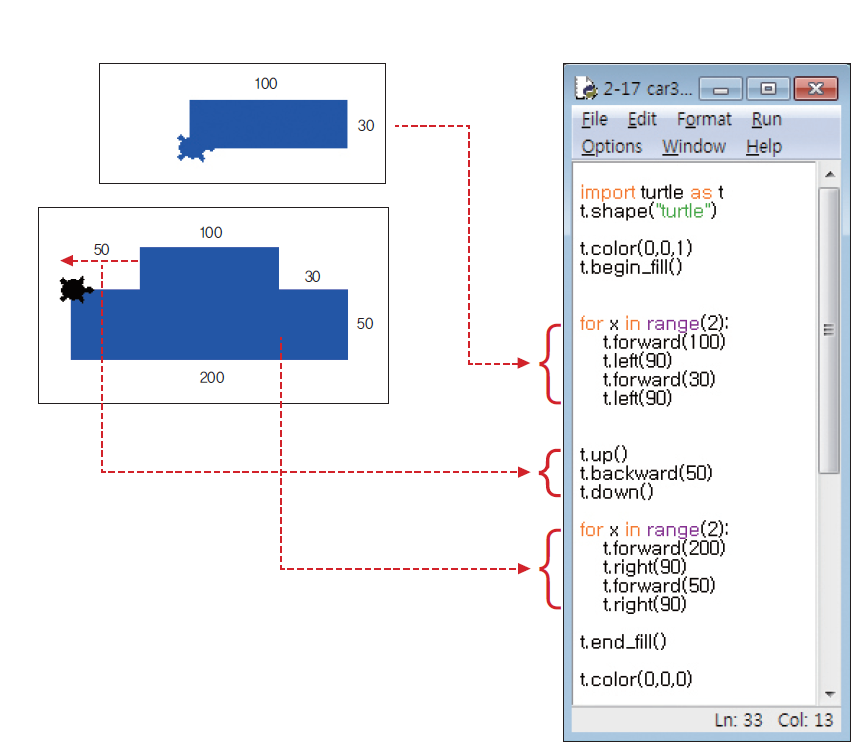 100
30
50
100
30
50
200
2-17 car3...
File Edit Format Run
Options Window Help
import turtle as t
t.shape("turtle")
t.color(0,0,1)
t.begin_fill()
for x in range(2):
t.forward(100)
t.left(90)
t.forward(30)
t.left(90)
t.up()
t.backward(50)
t.down()
for x in range(2):
t.forward(200)
t.right(90)
t.forward(50)
t.right(90)
t.end_fill()
t.color(0,0,0)
Ln: 33 Col: 13